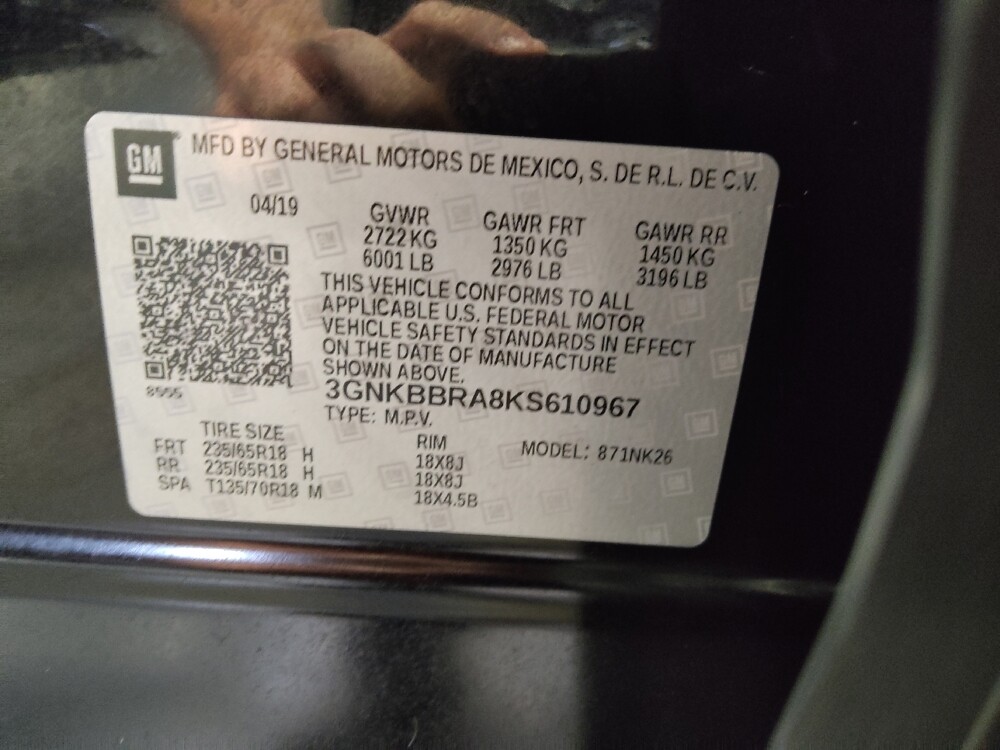 GM
MFD BY GENERAL MOTORS DE MEXICO, S. DE R.L. DE C.V.
04/19
GVWR GAWR FRT GAWR RR
2722 KG 1350 KG 1450 KG
6001 LB 2976 LB 3196 LB
THIS VEHICLE CONFORMS TO ALL
APPLICABLE U.S. FEDERAL MOTOR
VEHICLE SAFETY STANDARDS IN EFFECT
ON THE DATE OF MANUFACTURE
SHOWN ABOVE.
3GNKBBRA8KS610967
TYPE: M.P.V.
TIRE SIZE RIM MODEL: 871NK26
FRT 235/65R18 H 18X8J
RR 235/65R18 H 18X8J
SPA T135/70R18 M 18X4.5B